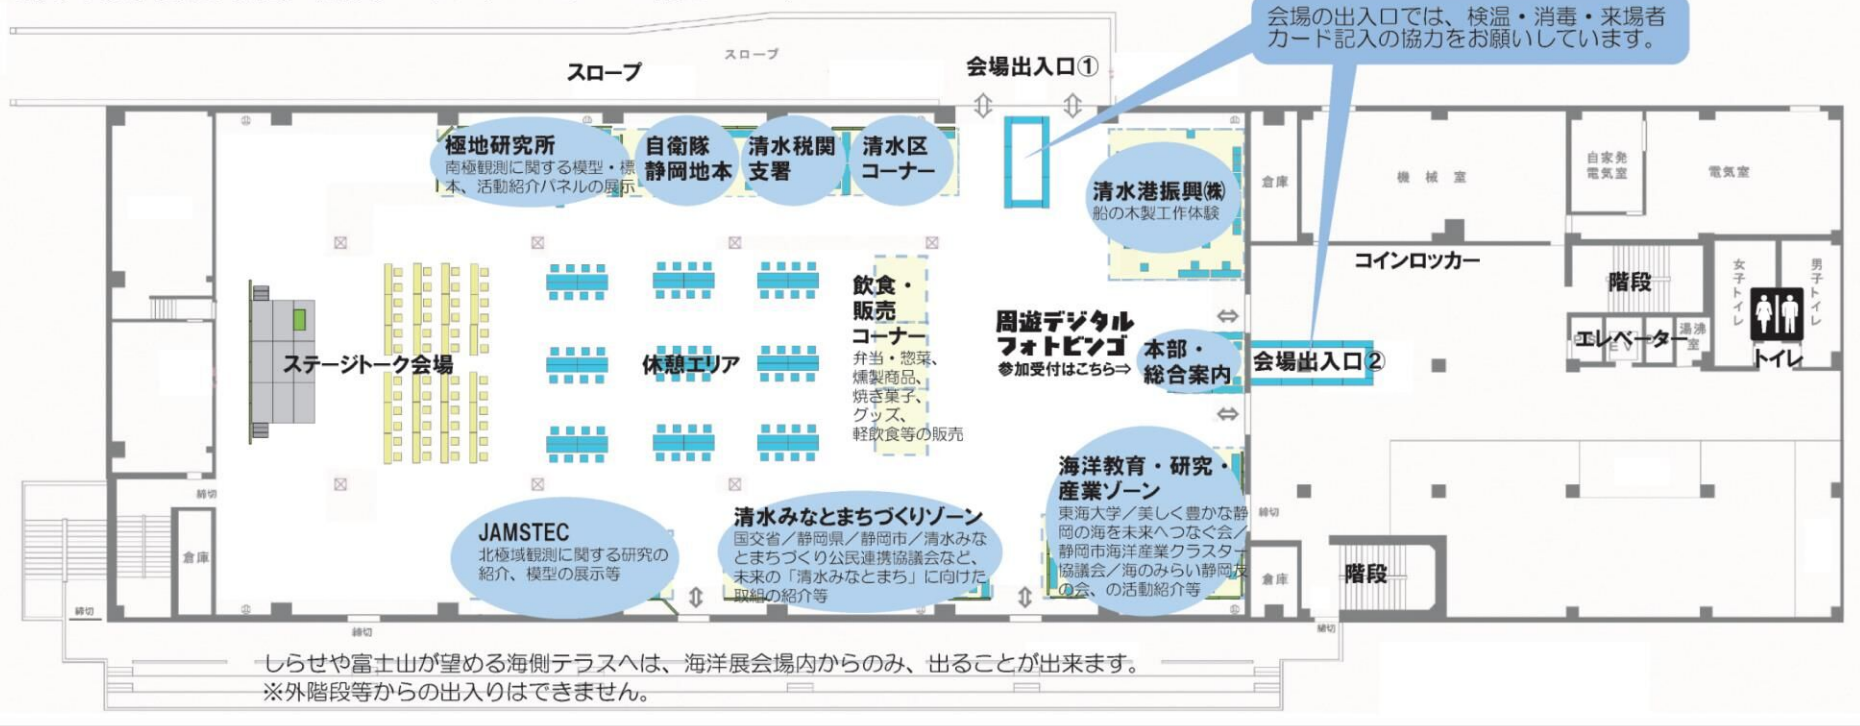 会場の出入口では、検温・消毒・来場者
カード記入の協力をお願いしています。
スロープ
スロープ
会場出入口①
極地研究所
南極観測に関する模型・標
本、活動紹介パネルの展示
自衛隊
静岡地本
清水税関
支署
清水区
コーナー
清水港振興㈱
船の木製工作体験
倉庫
機械室
自家発
電気室
電気室
コインロッカー
階段
女子トイレ
男子トイレ
エレベーター
EV
湯沸
室
トイレ
ステージトーク会場
休憩エリア
飲食・
販売
コーナー
弁当・惣菜、
燻製商品、
焼き菓子、
グッズ、
軽飲食等の販売
周遊デジタル
フォトビンゴ
参加受付はこちら⇒
本部・
総合案内
会場出入口②
締切
倉庫
締切
JAMSTEC
北極域観測に関する研究の
紹介、模型の展示等
清水みなとまちづくりゾーン
国交省／静岡県／静岡市／清水みな
とまちづくり公民連携協議会など、
未来の「清水みなとまち」に向けた
取組の紹介等
海洋教育・研究・
産業ゾーン
東海大学／美しく豊かな静
岡の海を未来へつなぐ会／
静岡市海洋産業クラスター
協議会／海のみらい静岡友
の会、の活動紹介等
締切
倉庫
階段
締切
締切
しらせや富士山が望める海側テラスへは、海洋展会場内からのみ、出ることが出来ます。
※外階段等からの出入りはできません。